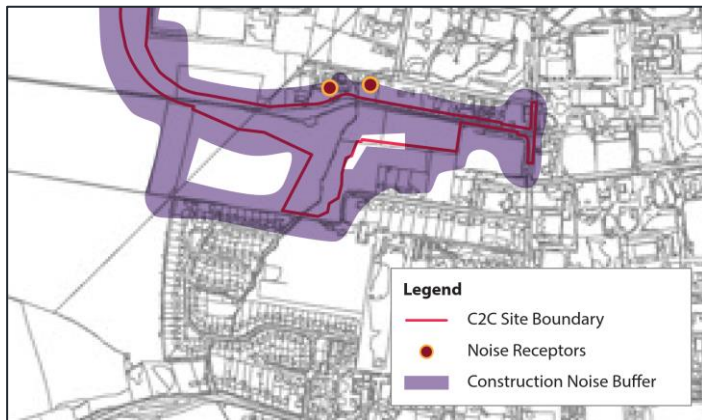 Legend
C2C Site Boundary
Noise Receptors
Construction Noise Buffer